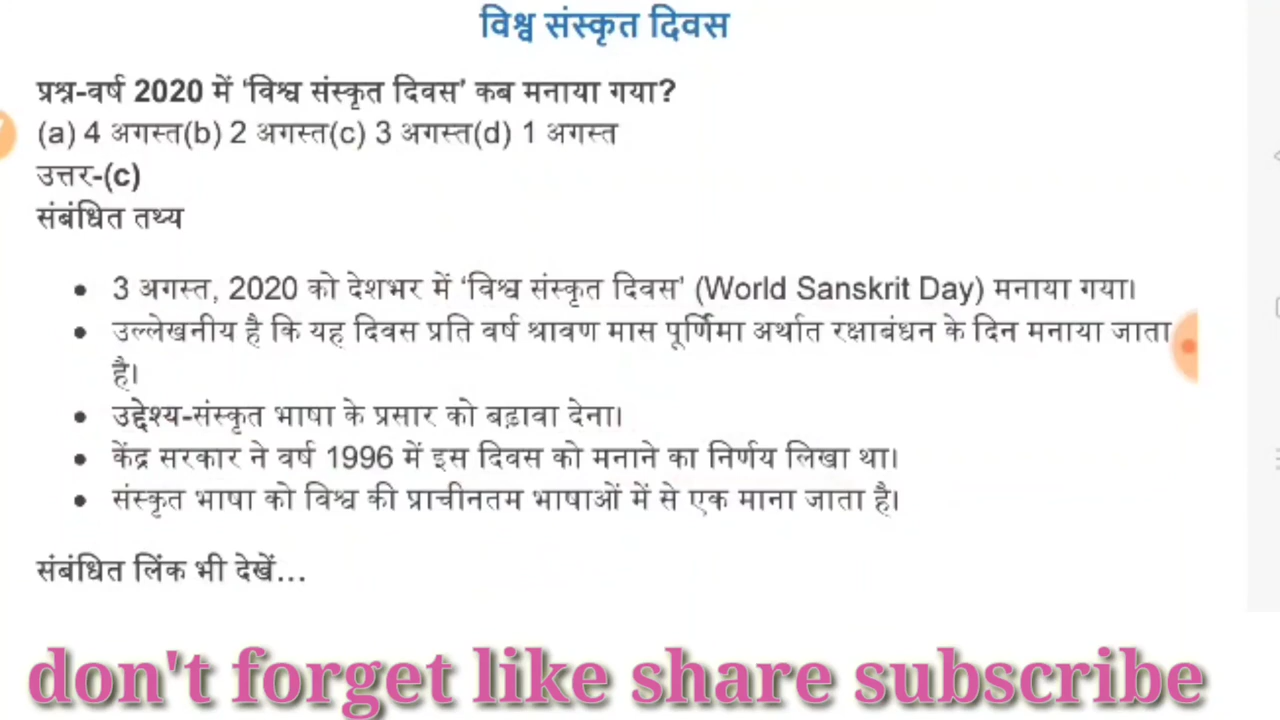 विश्व संस्कृत दिवस
प्रश्न-वर्ष 2020 में ‘विश्व संस्कृत दिवस’ कब मनाया गया?
(a) 4 अगस्त(b) 2 अगस्त(c) 3 अगस्त(d) 1 अगस्त
उत्तर-(c)
संबंधित तथ्य
• 3 अगस्त, 2020 को देशभर में ‘विश्व संस्कृत दिवस’ (World Sanskrit Day) मनाया गया।
• उल्लेखनीय है कि यह दिवस प्रति वर्ष श्रावण मास पूर्णिमा अर्थात रक्षाबंधन के दिन मनाया जाता
है।
• उद्देश्य-संस्कृत भाषा के प्रसार को बढ़ावा देना।
• केंद्र सरकार ने वर्ष 1996 में इस दिवस को मनाने का निर्णय लिखा था।
• संस्कृत भाषा को विश्व की प्राचीनतम भाषाओं में से एक माना जाता है।
संबंधित लिंक भी देखें...
don't forget like share subscribe